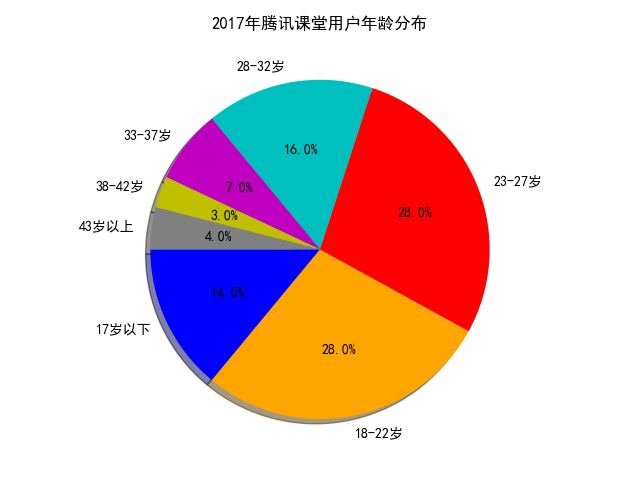 2017年腾讯课堂用户年龄分布
28-32岁
33-37岁
16.0%
23-27岁
38-42岁
7.0%
3.0%
28.0%
43岁以上
4.0%
14.0%
17岁以下
28.0%
18-22岁